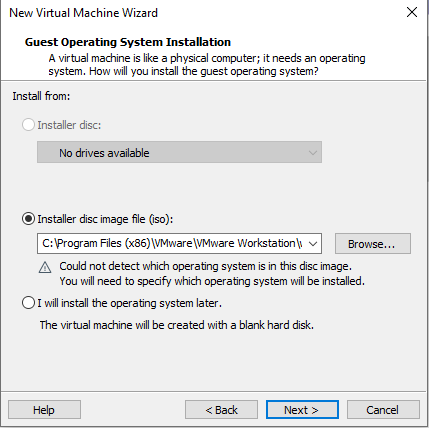 New Virtual Machine Wizard
Guest Operating System Installation
A virtual machine is like a physical computer; it needs an operating
system. How will you install the guest operating system?
Install from:
Installer disc:
No drives available
Installer disc image file (iso):
C:\Program Files (x86)\VMware\VMware Workstation\
Browse...
Could not detect which operating system is in this disc image.
You will need to specify which operating system will be installed.
I will install the operating system later.
The virtual machine will be created with a blank hard disk.
Help
< Back
Next >
Cancel